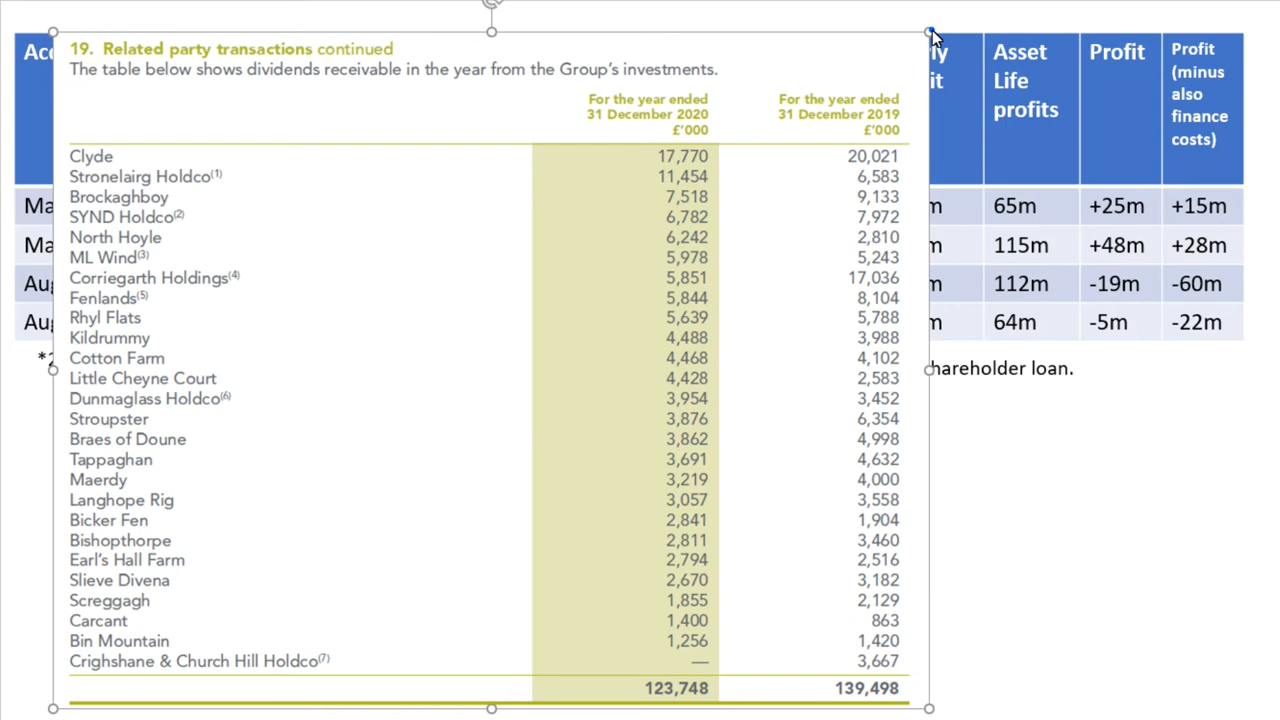 19. Related party transactions continued
The table below shows dividends receivable in the year from the Group's investments.
For the year ended 31 December 2020 £'000
For the year ended 31 December 2019 £'000
Clyde 17,770 20,021
Stronelairg Holdco(1) 11,454 6,583
Brockaghboy 7,518 9,133
SYND Holdco(2) 6,782 7,972
North Hoyle 6,242 2,810
ML Wind(3) 5,978 5,243
Corriegarth Holdings(4) 5,851 17,036
Fenlands(5) 5,844 8,104
Rhyl Flats 5,639 5,788
Kildrummy 4,488 3,988
Cotton Farm 4,468 4,102
Little Cheyne Court 4,428 2,583
Dunmaglass Holdco(6) 3,954 3,452
Stroupster 3,876 6,354
Braes of Doune 3,862 4,998
Tappaghan 3,691 4,632
Maerdy 3,219 4,000
Langhope Rig 3,057 3,558
Bicker Fen 2,841 1,904
Bishopthorpe 2,811 3,460
Earl's Hall Farm 2,794 2,516
Slieve Divena 2,670 3,182
Screggagh 1,855 2,129
Carcant 1,400 863
Bin Mountain 1,256 1,420
Crighshane & Church Hill Holdco(7) — 3,667
123,748 139,498
Asset Life profits
Profit
Profit (minus also finance costs)
65m +25m +15m
115m +48m +28m
112m -19m -60m
64m -5m -22m
loan.